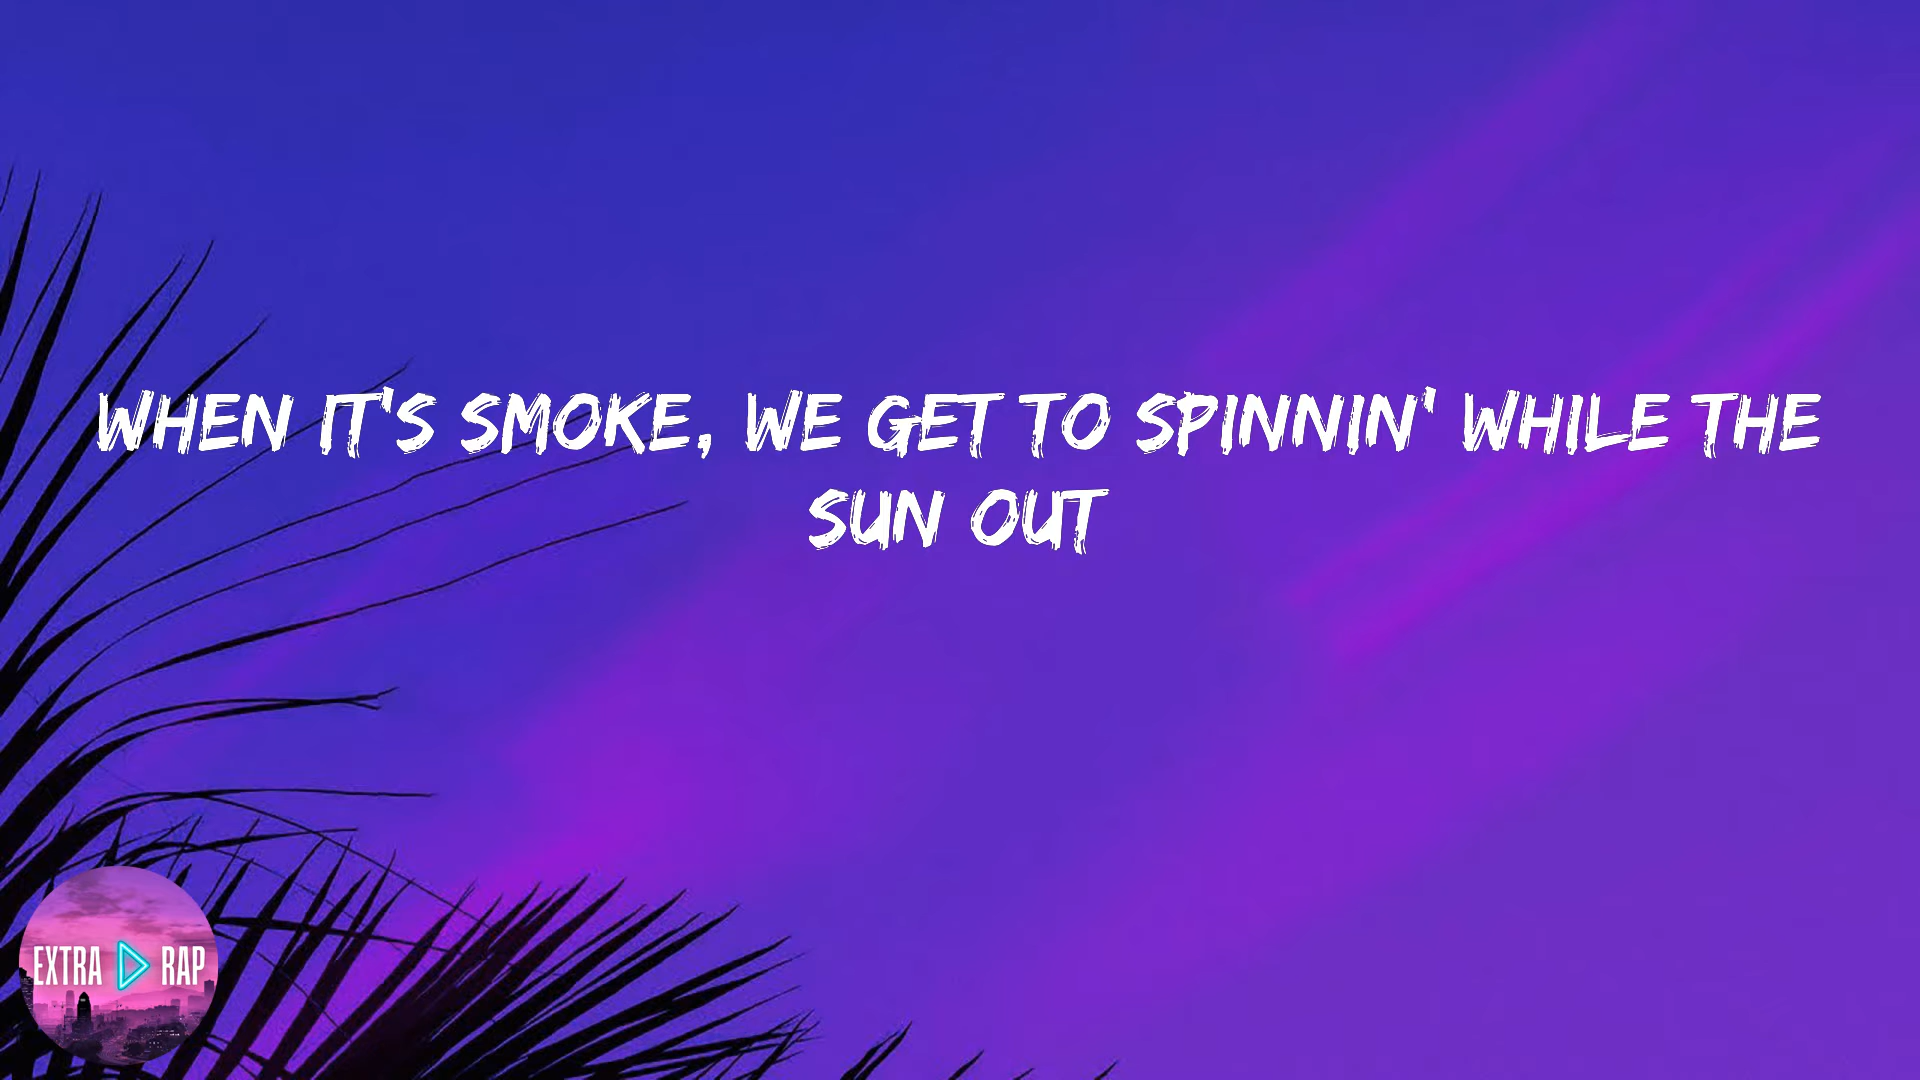 WHEN IT'S SMOKE, WE GET TO SPINNIN' WHILE THE
SUN OUT
EXTRA RAP